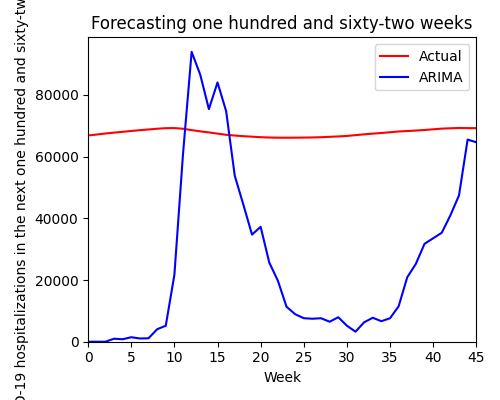 Forecasting one hundred and sixty-two weeks
-19 hospitalizations in the next one hundred and
Actual
ARIMA
80000
60000
40000
20000
0
0 5 10 15 20 25 30 35 40 45
Week